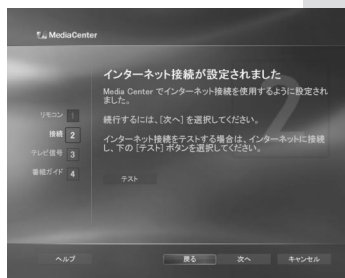 MediaCenter
インターネット接続が設定されました
Media Center でインターネット接続を使用するように設定され
ました。
続行するには、[次へ] を選択してください。
インターネット接続をテストする場合は、インターネットに接続
し、下の [テスト] ボタンを選択してください。
リモコン 1
接続 2
テレビ信号 3
番組ガイド 4
テスト
ヘルプ 戻る 次へ キャンセル